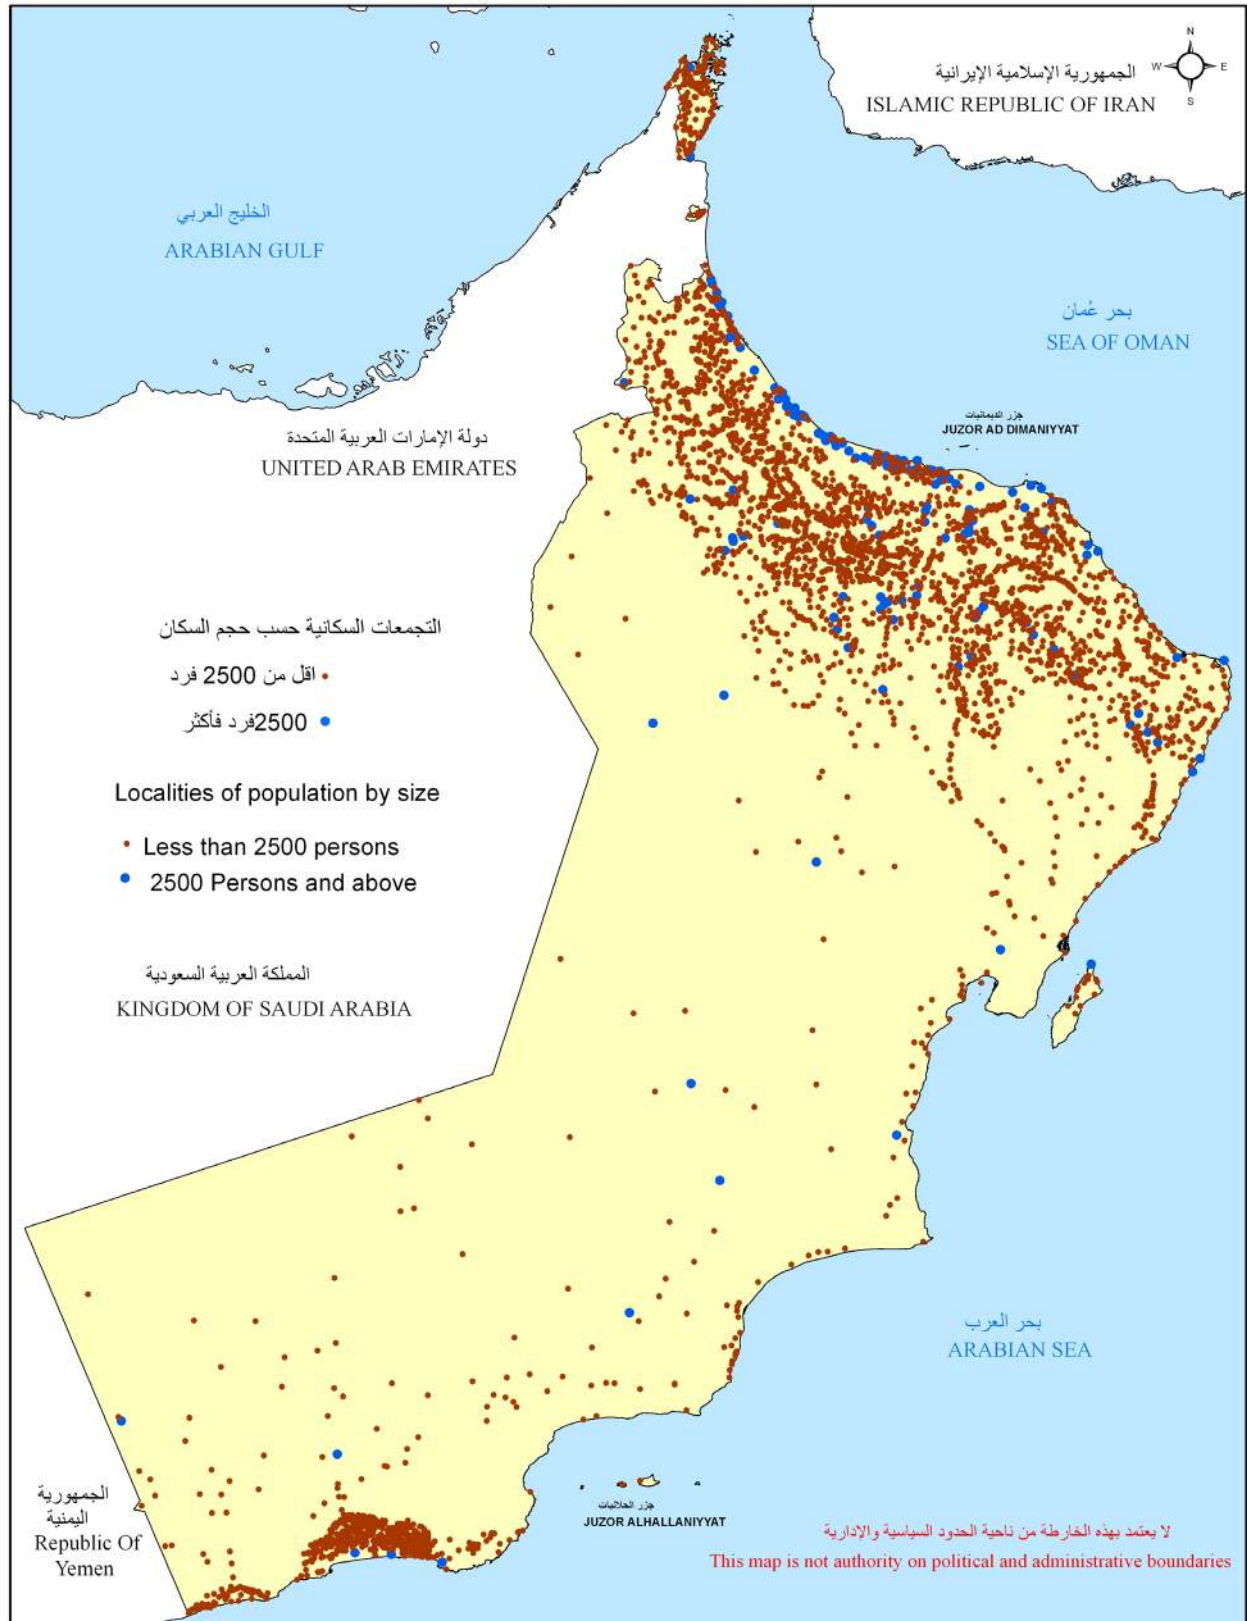 N
W E
S
الجمهورية الإسلامية الإيرانية
ISLAMIC REPUBLIC OF IRAN
الخليج العربي
ARABIAN GULF
بحر عُمان
SEA OF OMAN
جزر الديمانيات
JUZOR AD DIMANIYYAT
دولة الإمارات العربية المتحدة
UNITED ARAB EMIRATES
التجمعات السكانية حسب حجم السكان
اقل من 2500 فرد
2500فرد فأكثر
Localities of population by size
Less than 2500 persons
2500 Persons and above
المملكة العربية السعودية
KINGDOM OF SAUDI ARABIA
بحر العرب
ARABIAN SEA
الجمهورية
اليمنية
Republic Of
Yemen
جزر الحلانيات
JUZOR ALHALLANIYYAT
لا يعتمد بهذه الخارطة من ناحية الحدود السياسية والإدارية
This map is not authority on political and administrative boundaries